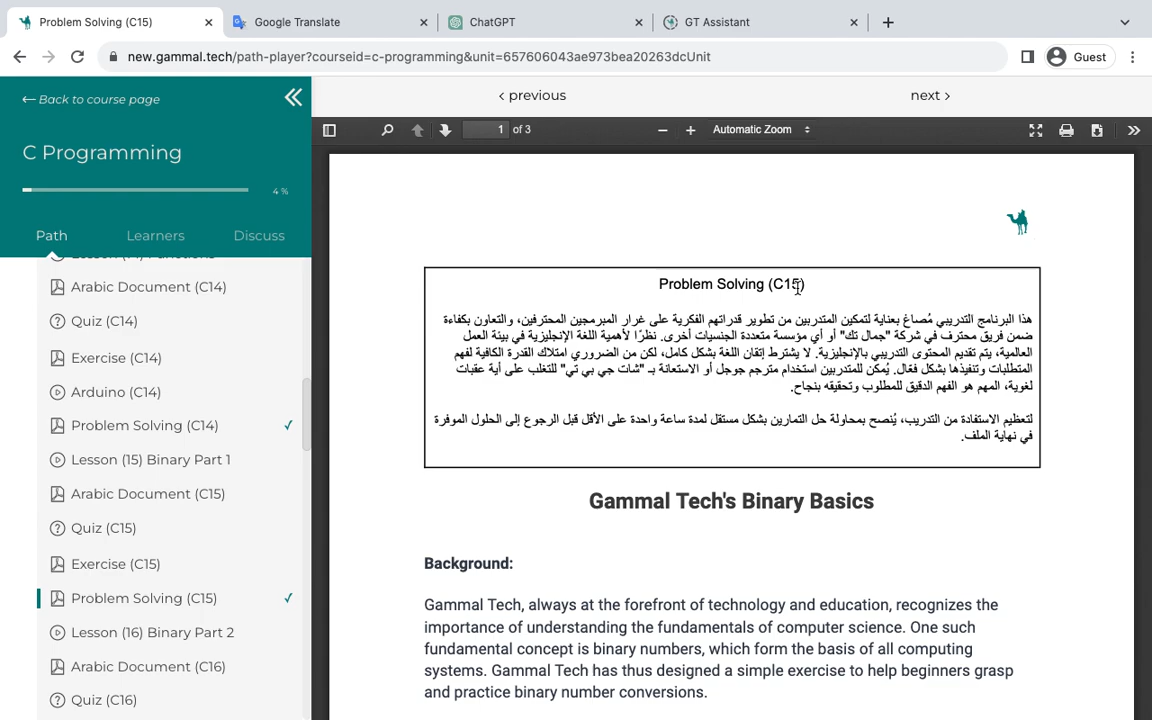 Problem Solving (C15)
Google Translate
ChatGPT
GT Assistant
new.gammal.tech/path-player?courseid=c-programming&unit=657606043ae973bea20263dcUnit
Guest
Back to course page
C Programming
4 %
Path
Learners
Discuss
Arabic Document (C14)
Quiz (C14)
Exercise (C14)
Arduino (C14)
Problem Solving (C14)
Lesson (15) Binary Part 1
Arabic Document (C15)
Quiz (C15)
Exercise (C15)
Problem Solving (C15)
Lesson (16) Binary Part 2
Arabic Document (C16)
Quiz (C16)
‹ previous
next ›
1 of 3
Automatic Zoom
Problem Solving (C15)
هذا البرنامج التدريبي مُصاغ بعناية لتمكين المتدربين من تطوير قدراتهم الفكرية على غرار المبرمجين المحترفين، والتعاون بكفاءة
ضمن فريق محترف في شركة "جمال تك" أو أي مؤسسة متعددة الجنسيات أخرى. نظرًا لأهمية اللغة الإنجليزية في بيئة العمل
العالمية، يتم تقديم المحتوى التدريبي بالإنجليزية. لا يشترط إتقان اللغة بشكل كامل، لكن من الضروري امتلاك القدرة الكافية لفهم
المتطلبات وتنفيذها بشكل فعّال. يُمكن للمتدربين استخدام مترجم جوجل أو الاستعانة بـ "شات جي بي تي" للتغلب على أية عقبات
لغوية، المهم هو الفهم الدقيق للمطلوب وتحقيقه بنجاح.
لتعظيم الاستفادة من التدريب، يُنصح بمحاولة حل التمارين بشكل مستقل لمدة ساعة واحدة على الأقل قبل الرجوع إلى الحلول الموفرة
في نهاية الملف.
Gammal Tech's Binary Basics
Background:
Gammal Tech, always at the forefront of technology and education, recognizes the
importance of understanding the fundamentals of computer science. One such
fundamental concept is binary numbers, which form the basis of all computing
systems. Gammal Tech has thus designed a simple exercise to help beginners grasp
and practice binary number conversions.